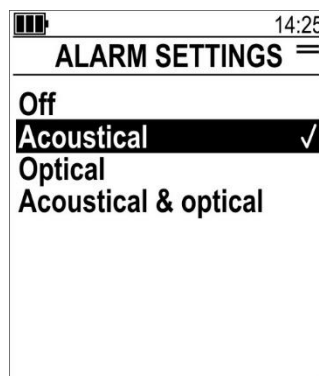 14:25
ALARM SETTINGS
Off
Acoustical
Optical
Acoustical & optical